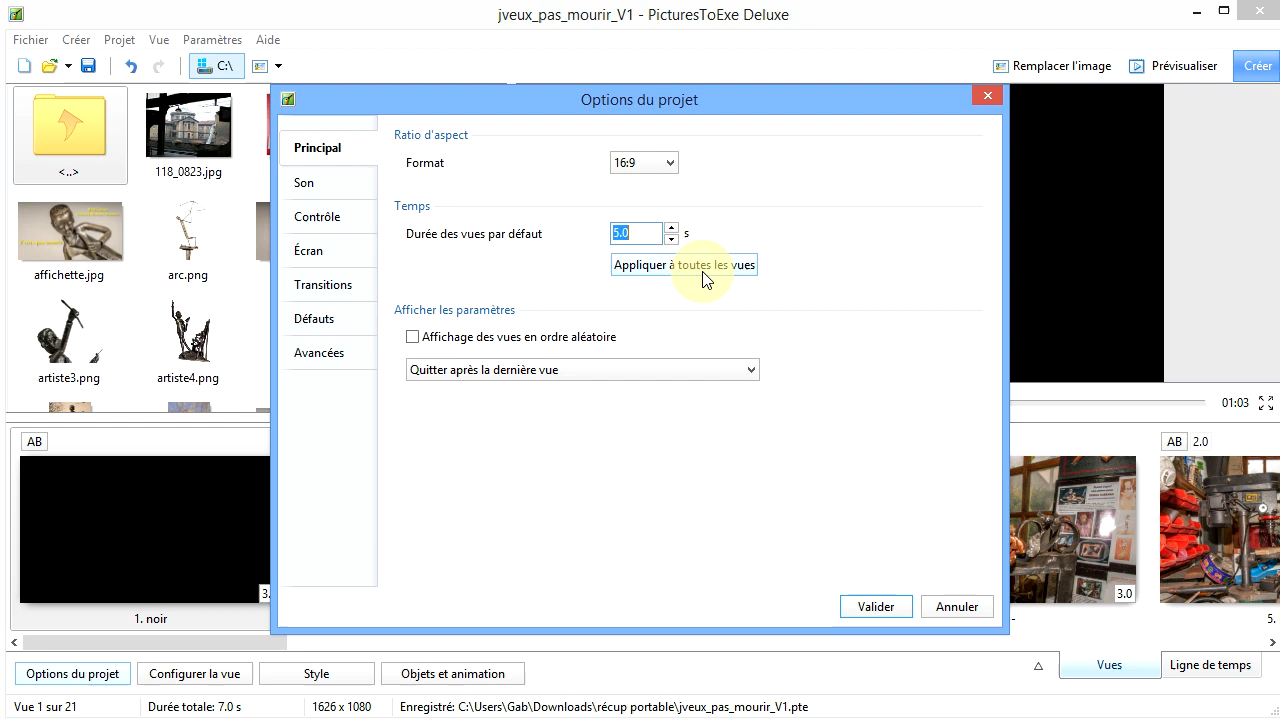 jveux_pas_mourir_V1 - PicturesToExe Deluxe
Fichier Créer Projet Vue Paramètres Aide
C:\ Remplacer l'image Prévisualiser Créer
Options du projet
<..>
118_0823.jpg
affichette.jpg
arc.png
artiste3.png
artiste4.png
Principal
Son
Contrôle
Écran
Transitions
Défauts
Avancées
Ratio d'aspect
Format 16:9
Temps
Durée des vues par défaut 5.0 s
Appliquer à toutes les vues
Afficher les paramètres
Affichage des vues en ordre aléatoire
Quitter après la dernière vue
Valider Annuler
01:03
AB
AB 2.0
3.
3.0
1. noir
5.
Options du projet Configurer la vue Style Objets et animation Vues Ligne de temps
Vue 1 sur 21 Durée totale: 7.0 s 1626 x 1080 Enregistré: C:\Users\Gab\Downloads\récup portable\jveux_pas_mourir_V1.pte